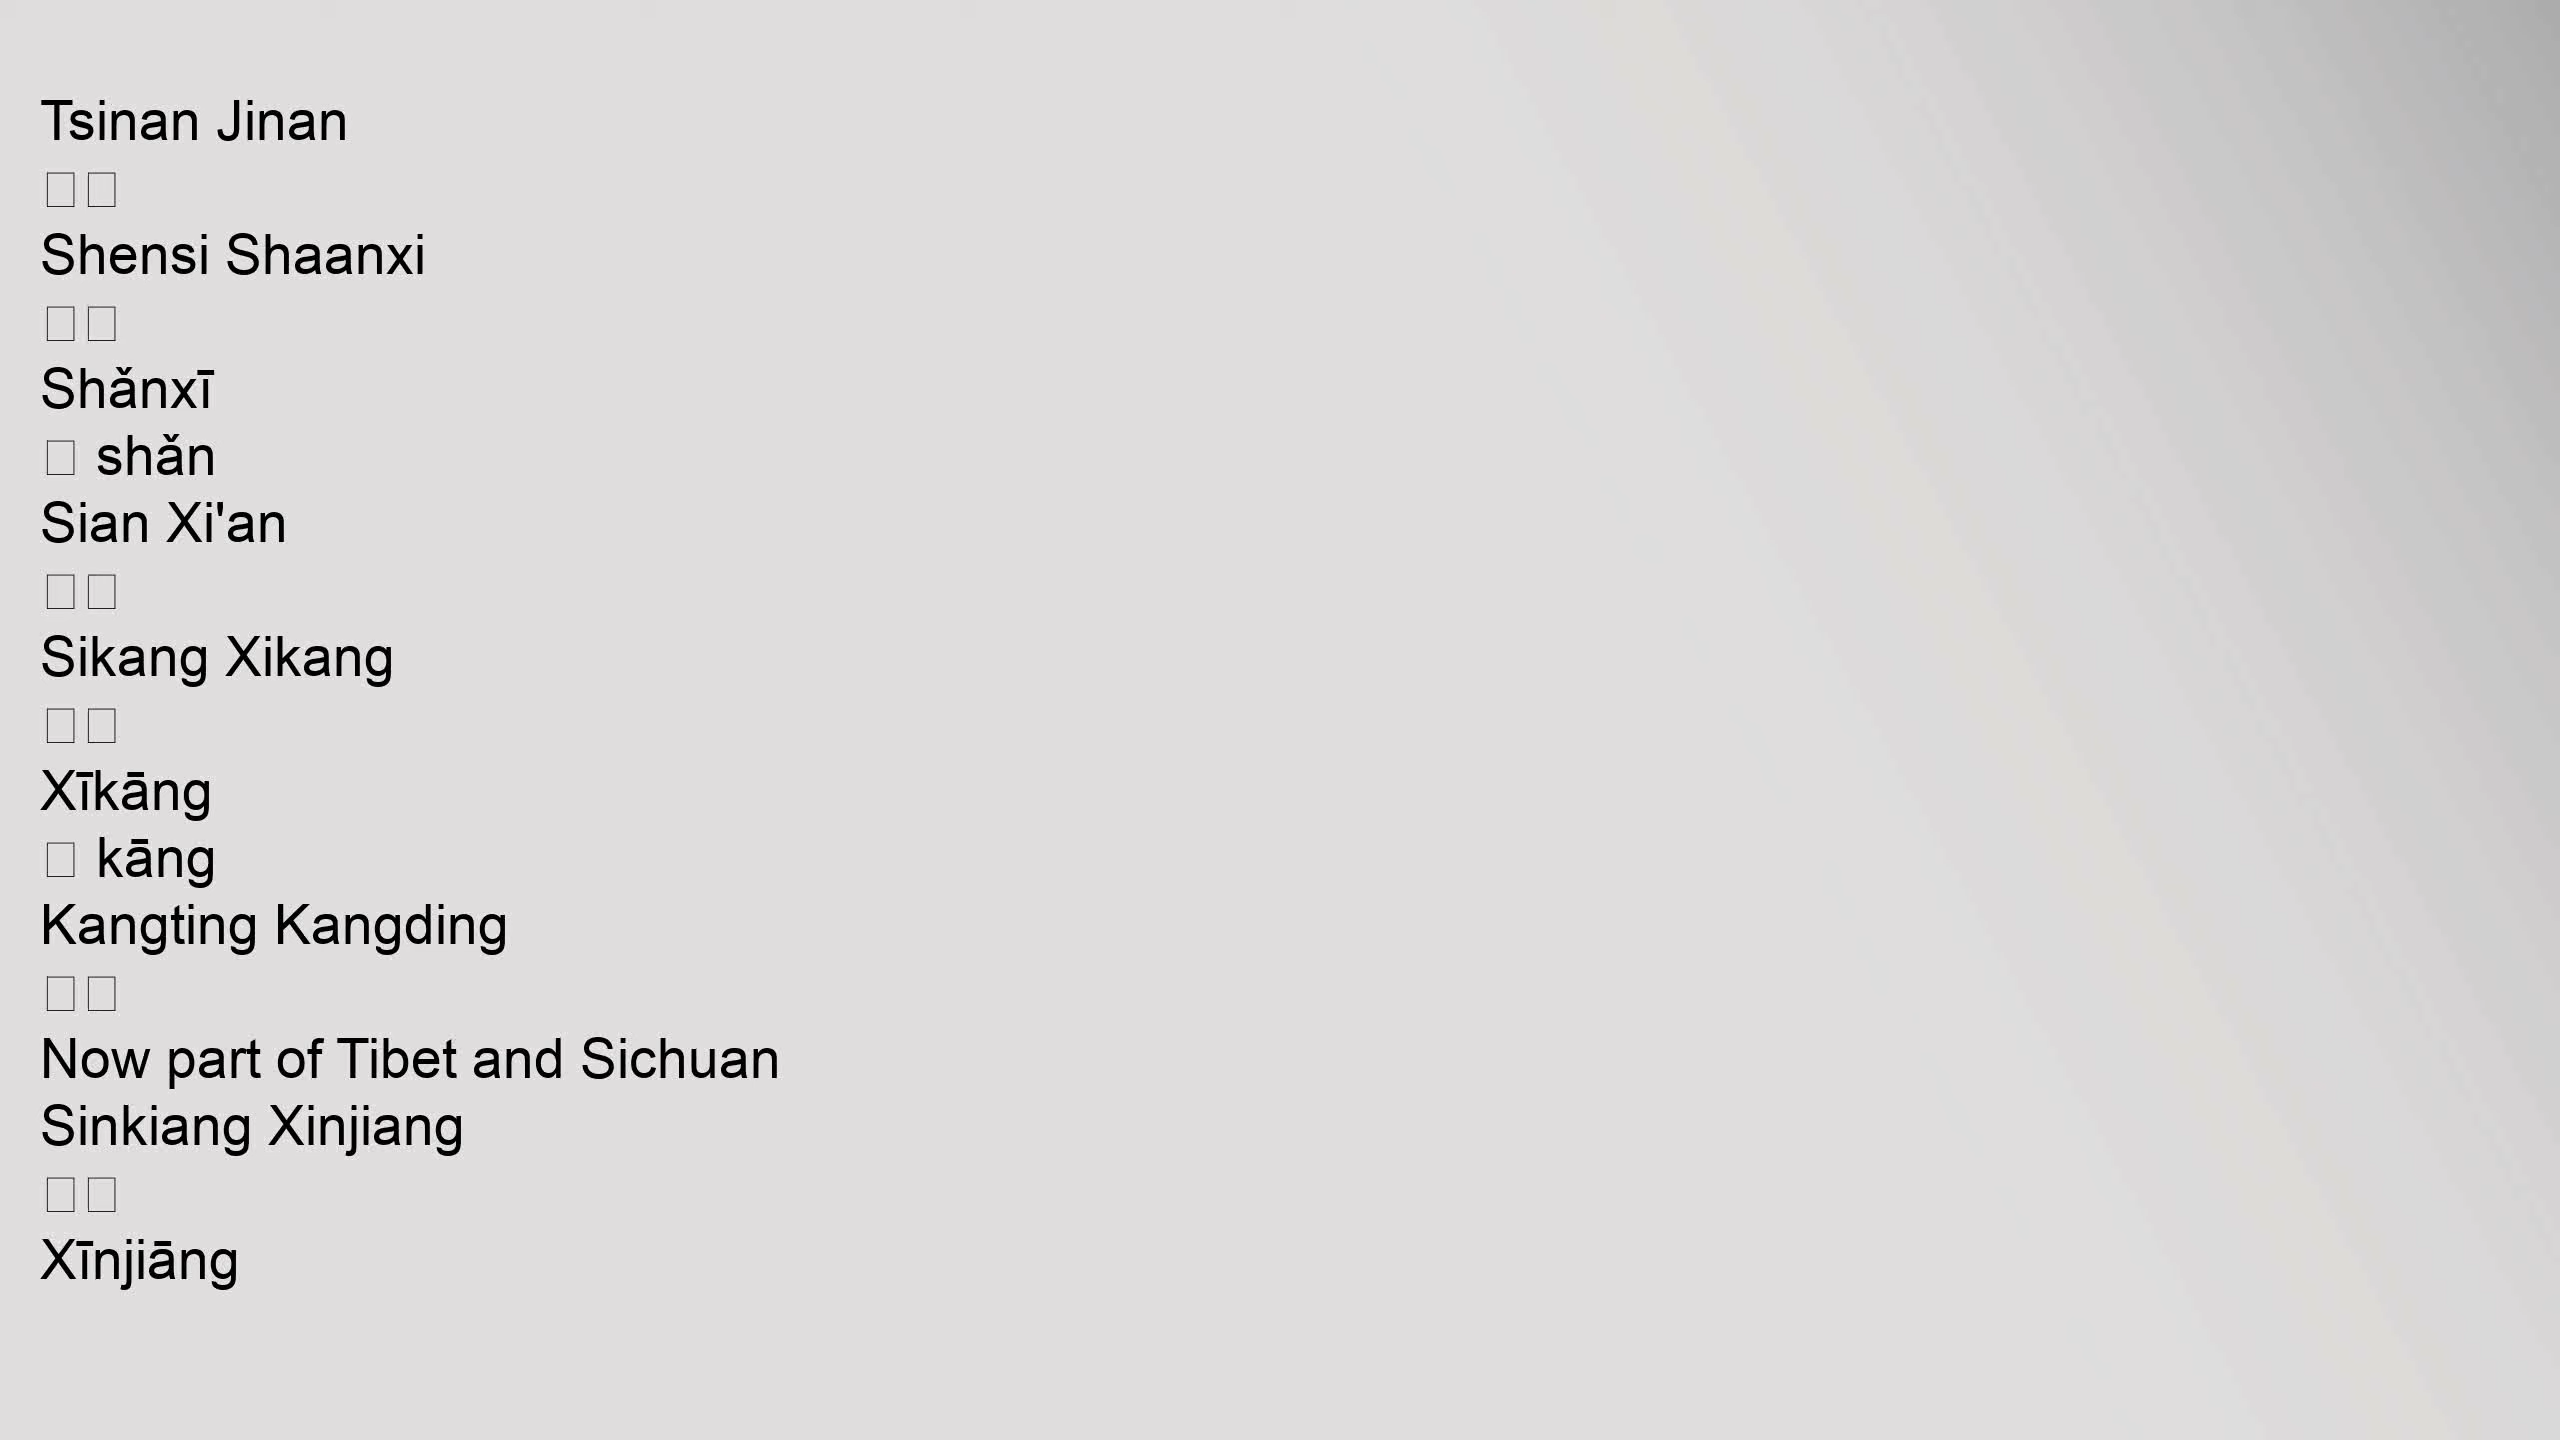 Tsinan Jinan
□□
Shensi Shaanxi
□□
Shǎnxī
□ shǎn
Sian Xi'an
□□
Sikang Xikang
□□
Xīkāng
□ kāng
Kangting Kangding
□□
Now part of Tibet and Sichuan
Sinkiang Xinjiang
□□
Xīnjiāng